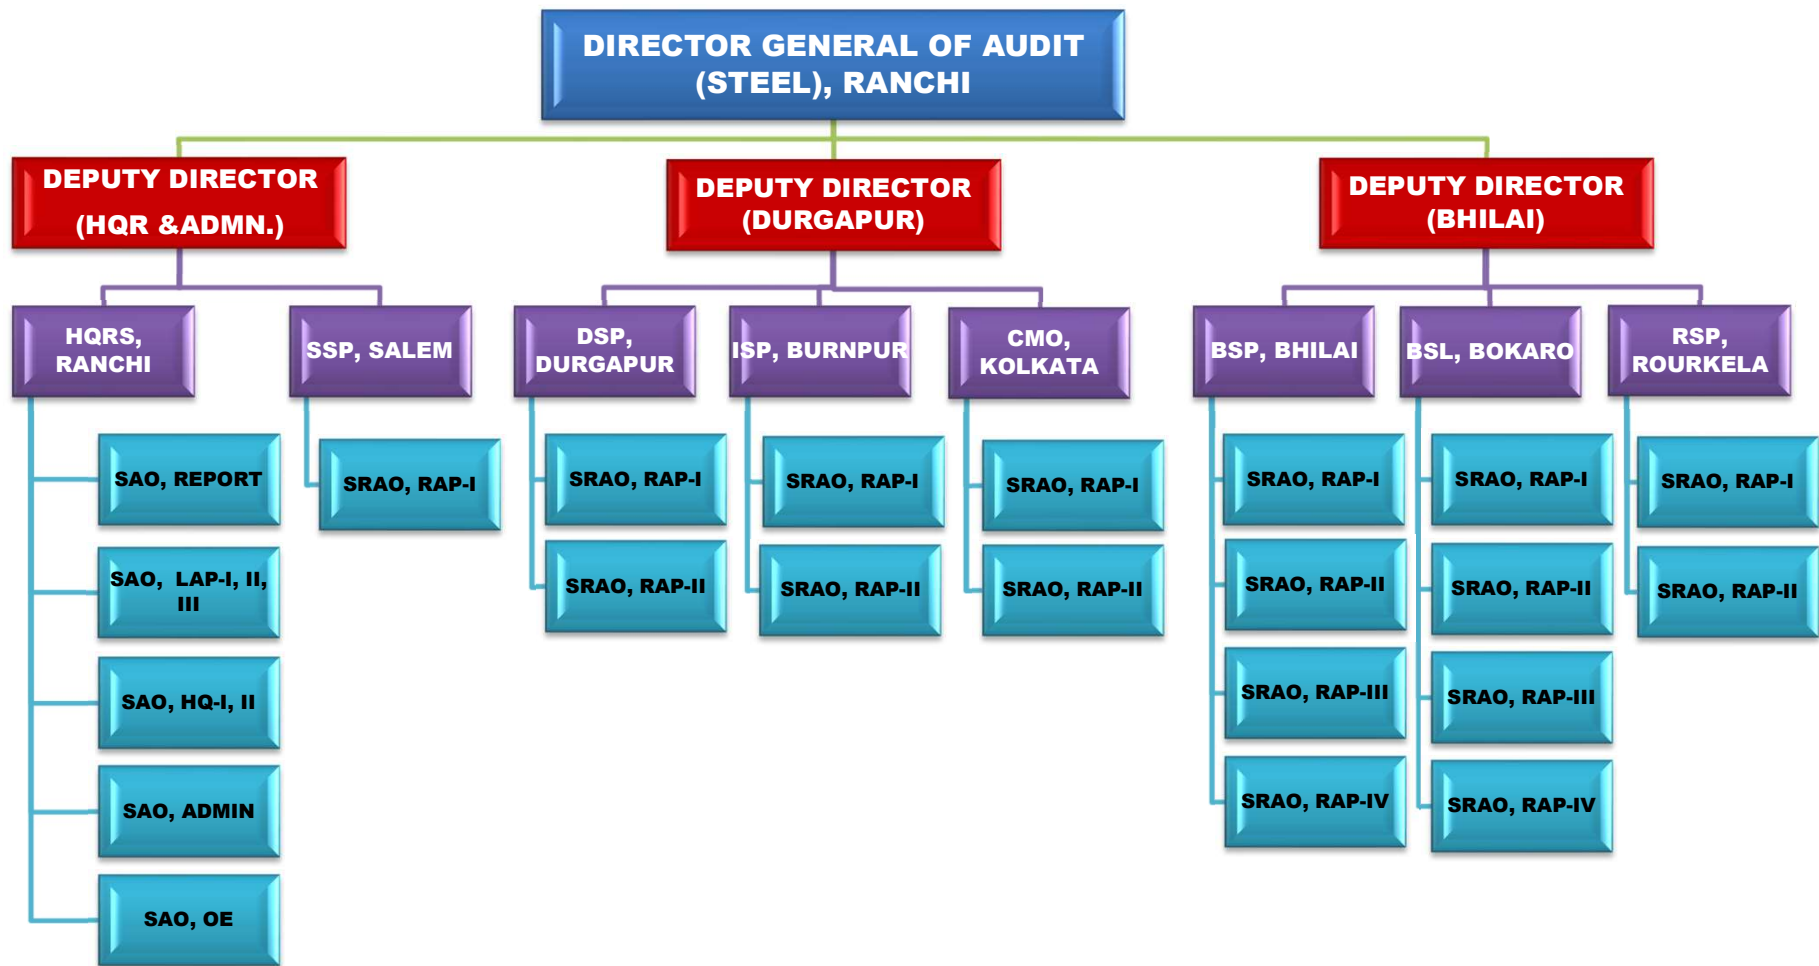 DIRECTOR GENERAL OF AUDIT
(STEEL), RANCHI
DEPUTY DIRECTOR
(HQR &ADMN.)
DEPUTY DIRECTOR
(DURGAPUR)
DEPUTY DIRECTOR
(BHILAI)
HQRS,
RANCHI
SSP, SALEM
DSP,
DURGAPUR
ISP, BURNPUR
CMO,
KOLKATA
BSP, BHILAI
BSL, BOKARO
RSP,
ROURKELA
SAO, REPORT
SAO, LAP-I, II,
III
SAO, HQ-I, II
SAO, ADMIN
SAO, OE
SRAO, RAP-I
SRAO, RAP-I
SRAO, RAP-II
SRAO, RAP-I
SRAO, RAP-II
SRAO, RAP-I
SRAO, RAP-II
SRAO, RAP-I
SRAO, RAP-II
SRAO, RAP-III
SRAO, RAP-IV
SRAO, RAP-I
SRAO, RAP-II
SRAO, RAP-III
SRAO, RAP-IV
SRAO, RAP-I
SRAO, RAP-II